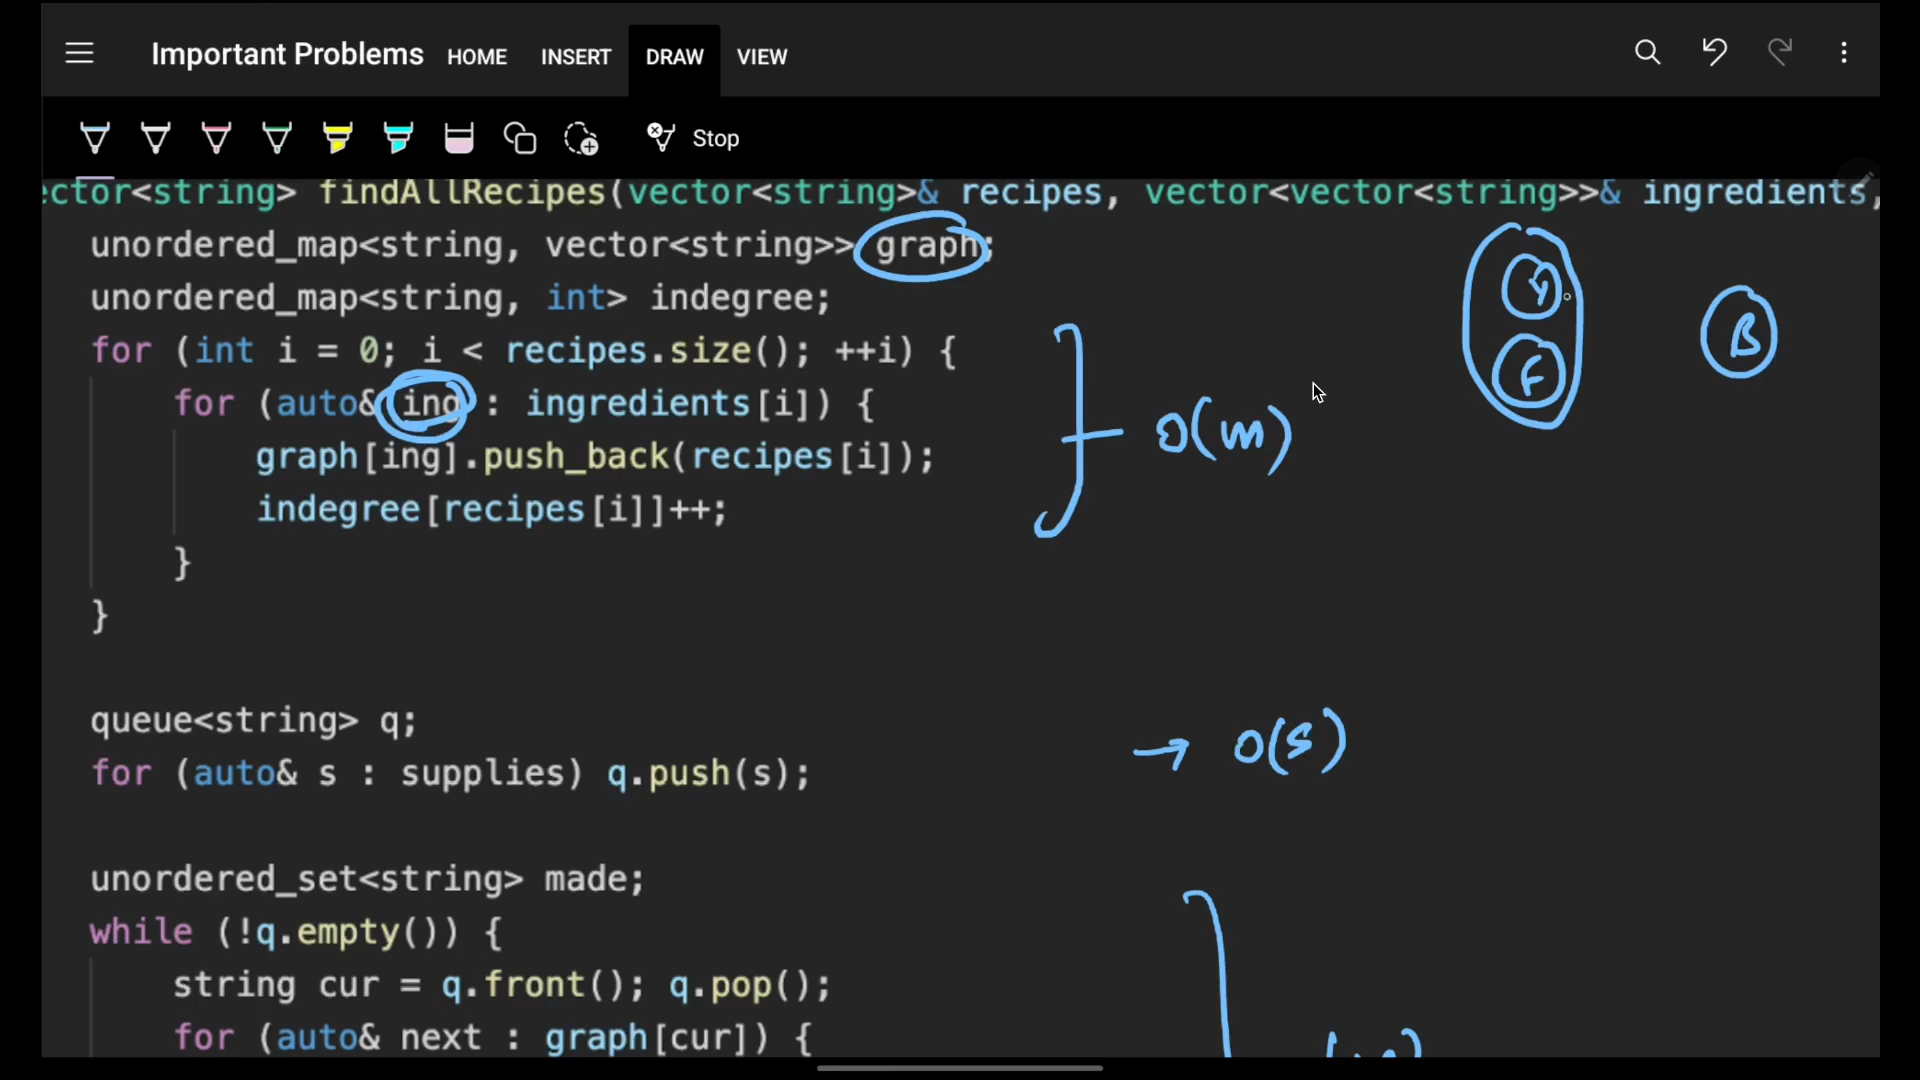 Important Problems HOME INSERT DRAW VIEW
Stop
ector<string> findAllRecipes(vector<string>& recipes, vector<vector<string>>& ingredients,
unordered_map<string, vector<string>> graph;
unordered_map<string, int> indegree;
for (int i = 0; i < recipes.size(); ++i) {
for (auto& ing : ingredients[i]) {
graph[ing].push_back(recipes[i]);
indegree[recipes[i]]++;
}
}
O(m)
Y
F
B
queue<string> q;
for (auto& s : supplies) q.push(s);
→ O(s)
unordered_set<string> made;
while (!q.empty()) {
string cur = q.front(); q.pop();
for (auto& next : graph[cur]) {